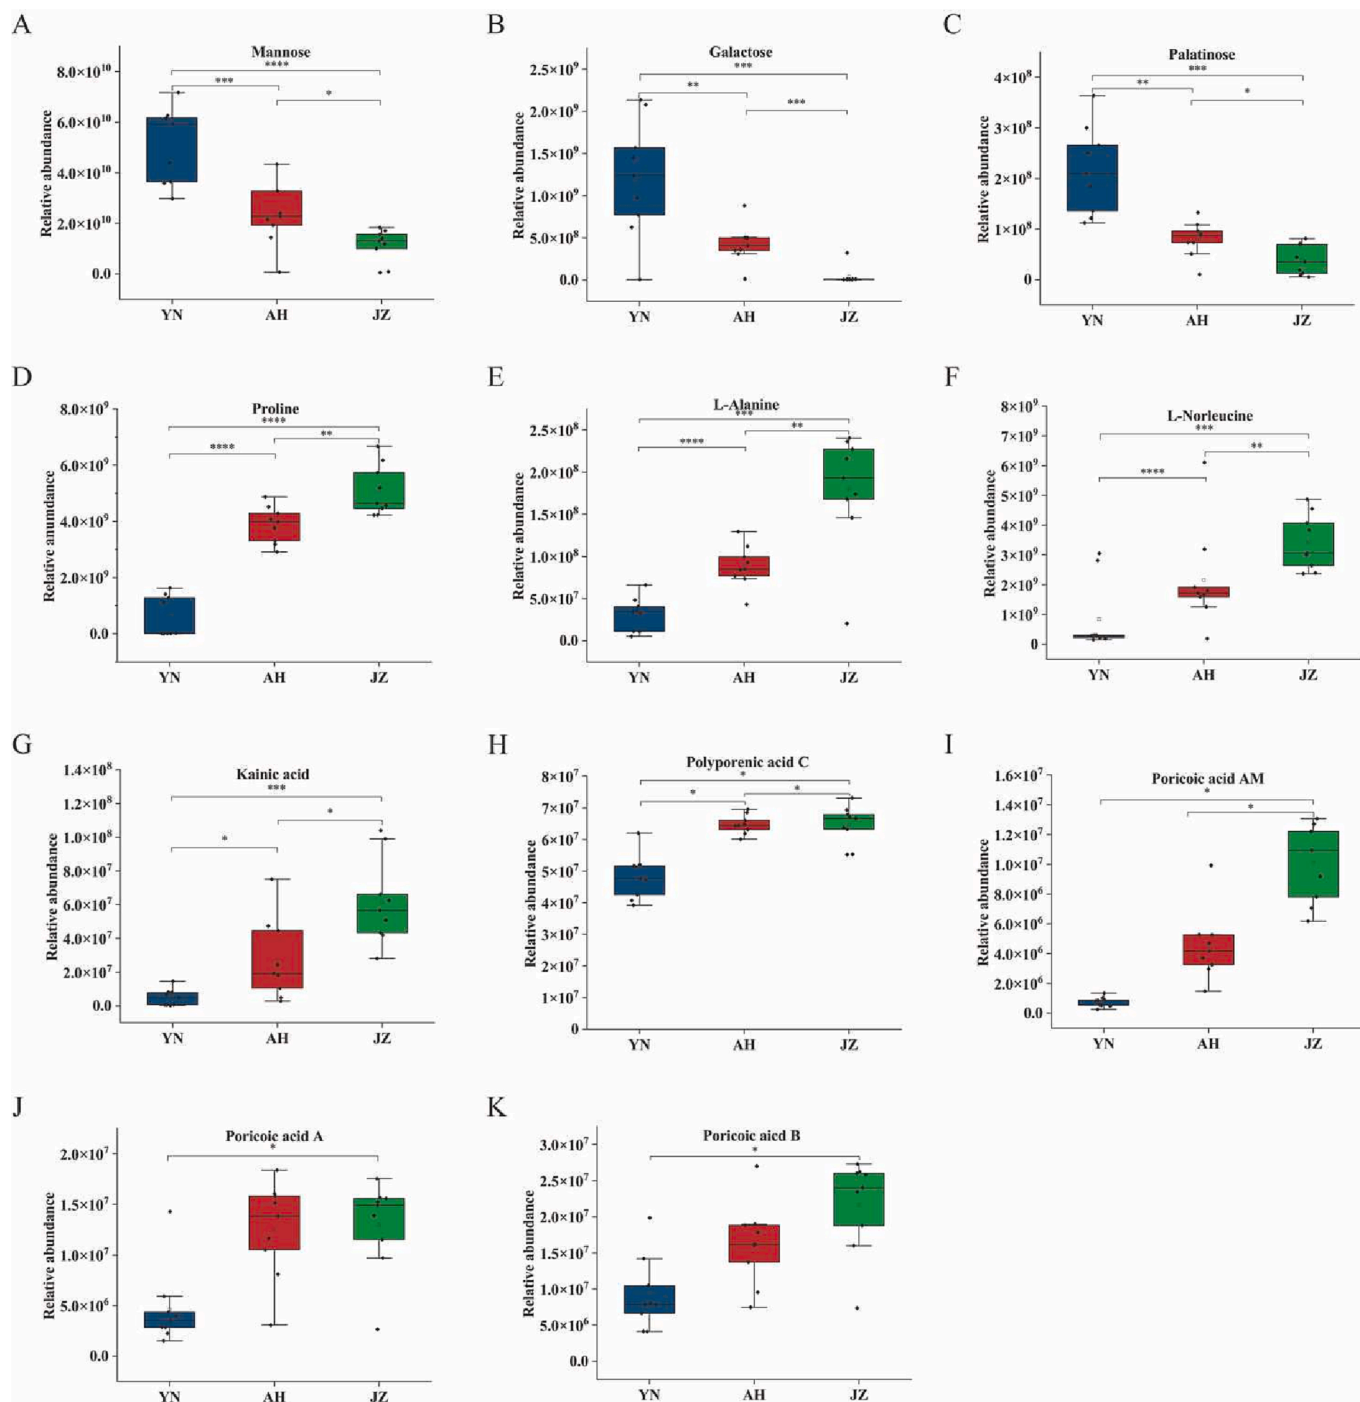 A
Mannose
****
***
*
Relative abundance
8.0×10¹⁰
6.0×10¹⁰
4.0×10¹⁰
2.0×10¹⁰
0.0
YN AH JZ
B
Galactose
***
**
***
Relative abundance
2.5×10⁹
2.0×10⁹
1.5×10⁹
1.0×10⁹
5.0×10⁸
0.0
YN AH JZ
C
Palatinose
***
**
*
Relative abundance
4×10⁸
3×10⁸
2×10⁸
1×10⁸
0
YN AH JZ
D
Proline
****
**
****
Relative anumdance
8.0×10⁹
6.0×10⁹
4.0×10⁹
2.0×10⁹
0.0
YN AH JZ
E
L-Alanine
***
**
****
Relative abundance
2.5×10⁸
2.0×10⁸
1.5×10⁸
1.0×10⁸
5.0×10⁷
0.0
YN AH JZ
F
L-Norleucine
***
**
****
Relative abundance
8×10⁹
7×10⁹
6×10⁹
5×10⁹
4×10⁹
3×10⁹
2×10⁹
1×10⁹
0
YN AH JZ
G
Kainic acid
***
*
*
Relative abundance
1.4×10⁸
1.2×10⁸
1.0×10⁸
8.0×10⁷
6.0×10⁷
4.0×10⁷
2.0×10⁷
0.0
YN AH JZ
H
Polyporenic acid C
*
*
*
Relative abundance
8×10⁷
7×10⁷
6×10⁷
5×10⁷
4×10⁷
3×10⁷
2×10⁷
1×10⁷
0
YN AH JZ
I
Poricoic acid AM
*
*
Relative abundance
1.6×10⁷
1.4×10⁷
1.2×10⁷
1.0×10⁷
8.0×10⁶
6.0×10⁶
4.0×10⁶
2.0×10⁶
0.0
YN AH JZ
J
Poricoic acid A
*
Relative abundance
2.0×10⁷
1.5×10⁷
1.0×10⁷
5.0×10⁶
0.0
YN AH JZ
K
Poricoic aicd B
*
Relative abundance
3.0×10⁷
2.5×10⁷
2.0×10⁷
1.5×10⁷
1.0×10⁷
5.0×10⁶
0.0
YN AH JZ